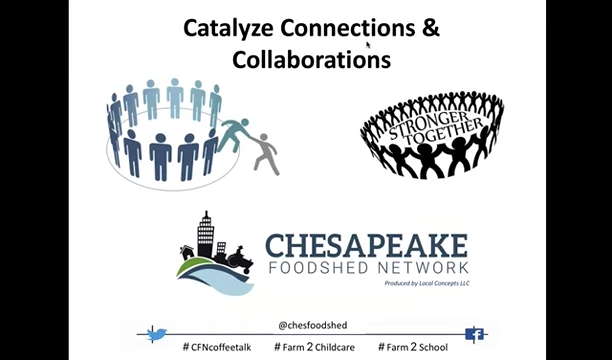 Catalyze Connections &
Collaborations
STRONGER
TOGETHER
CHESAPEAKE
FOODSHED NETWORK
Produced by Local Concepts LLC
@chesfoodshed
# CFNcoffeetalk # Farm 2 Childcare # Farm 2 School